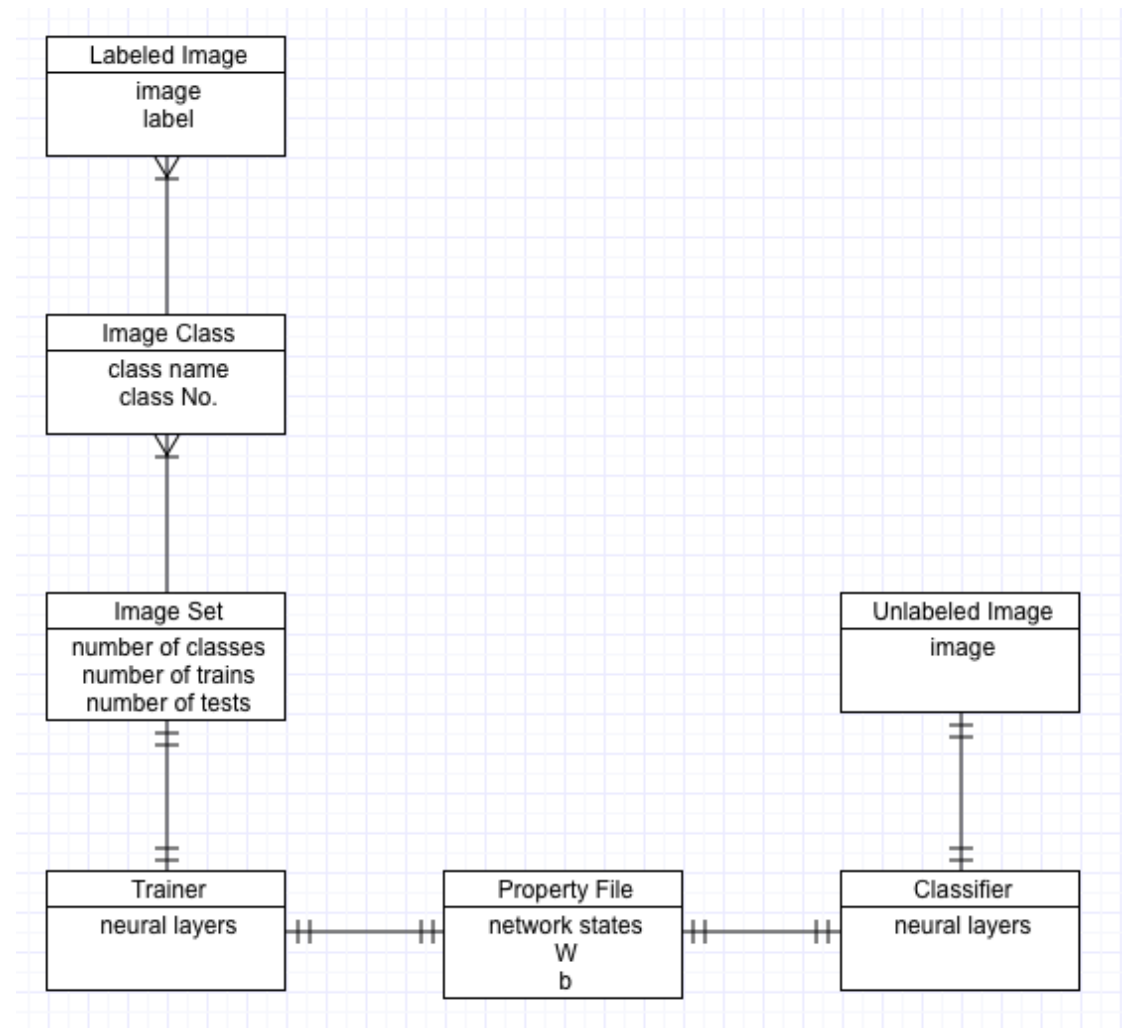 Labeled Image
image
label
Image Class
class name
class No.
Image Set
number of classes
number of trains
number of tests
Unlabeled Image
image
Trainer
neural layers
Property File
network states
W
b
Classifier
neural layers